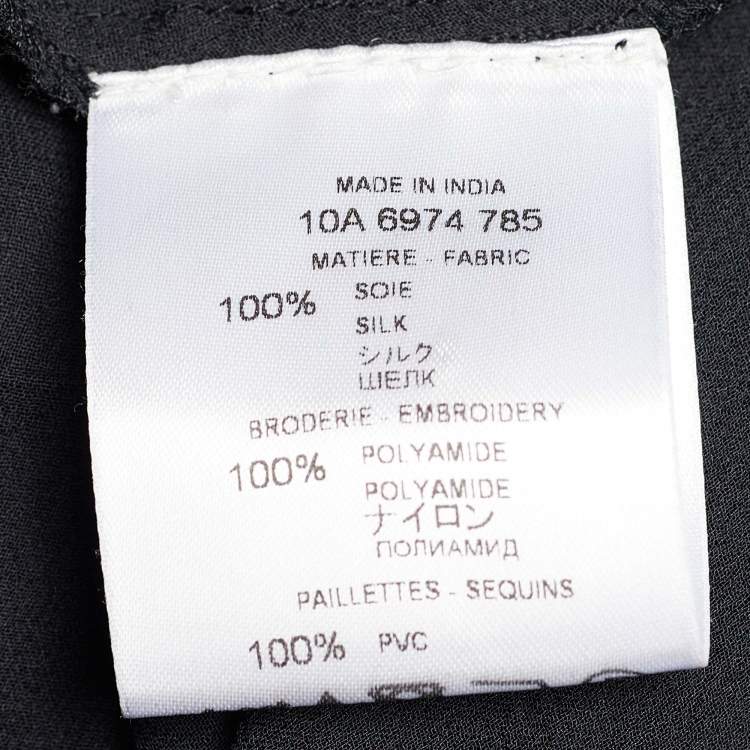 MADE IN INDIA
10A 6974 785
MATIERE - FABRIC
100% SOIE
SILK
シルク
ШЕЛК
BRODERIE - EMBROIDERY
100% POLYAMIDE
POLYAMIDE
ナイロン
ПОЛИАМИД
PAILLETTES - SEQUINS
100% PVC